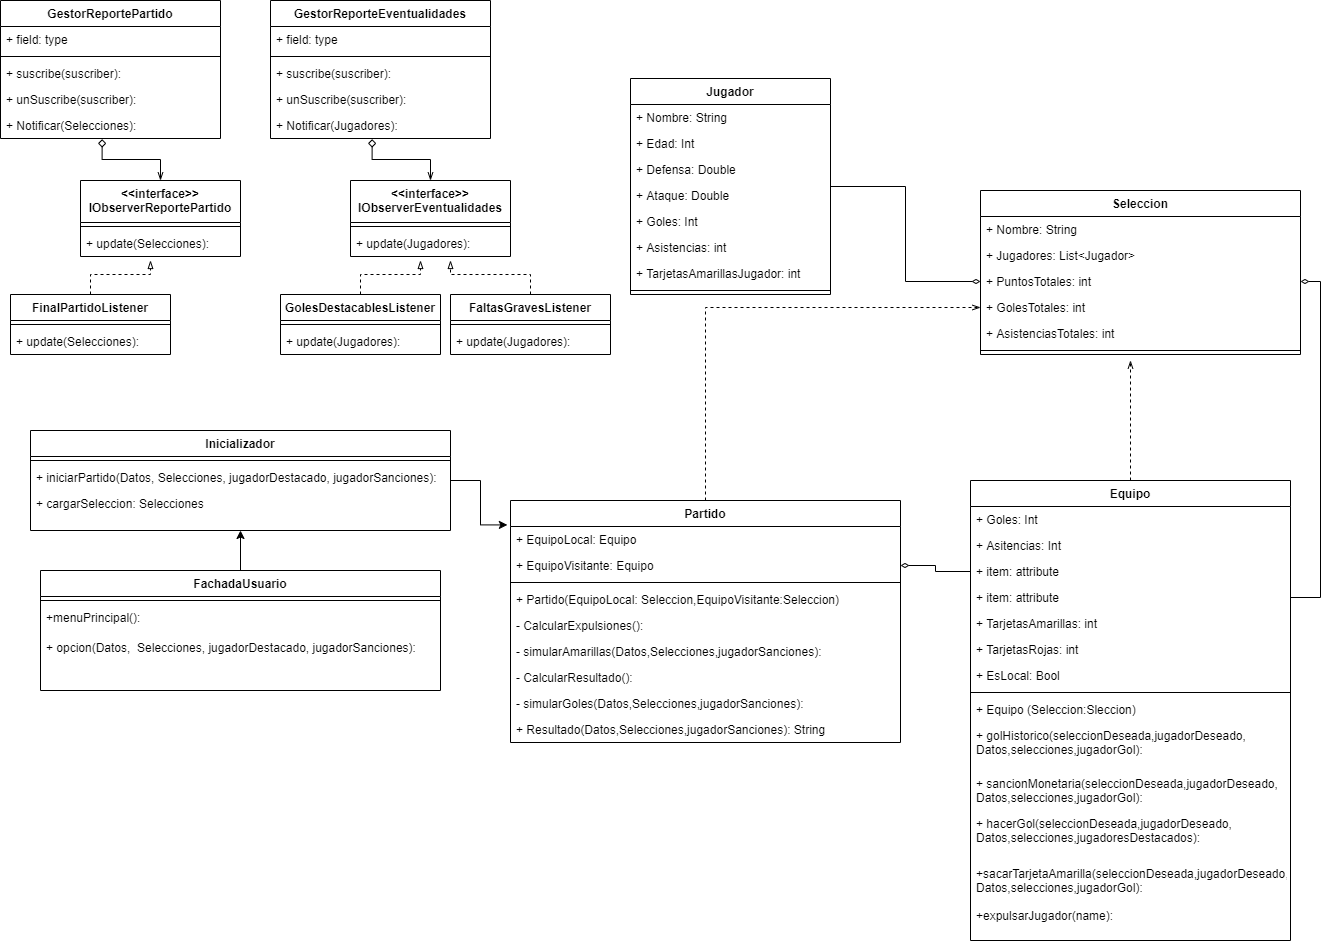 GestorReportePartido
+ field: type
+ suscribe(suscriber):
+ unSuscribe(suscriber):
+ Notificar(Selecciones):
GestorReporteEventualidades
+ field: type
+ suscribe(suscriber):
+ unSuscribe(suscriber):
+ Notificar(Jugadores):
<<interface>>
IObserverReportePartido
+ update(Selecciones):
<<interface>>
IObserverEventualidades
+ update(Jugadores):
FinalPartidoListener
+ update(Selecciones):
GolesDestacablesListener
+ update(Jugadores):
FaltasGravesListener
+ update(Jugadores):
Jugador
+ Nombre: String
+ Edad: Int
+ Defensa: Double
+ Ataque: Double
+ Goles: Int
+ Asistencias: int
+ TarjetasAmarillasJugador: int
Seleccion
+ Nombre: String
+ Jugadores: List<Jugador>
+ PuntosTotales: int
+ GolesTotales: int
+ AsistenciasTotales: int
Inicializador
+ iniciarPartido(Datos, Selecciones, jugadorDestacado, jugadorSanciones):
+ cargarSeleccion: Selecciones
FachadaUsuario
+menuPrincipal():
+ opcion(Datos,  Selecciones, jugadorDestacado, jugadorSanciones):
Partido
+ EquipoLocal: Equipo
+ EquipoVisitante: Equipo
+ Partido(EquipoLocal: Seleccion,EquipoVisitante:Seleccion)
- CalcularExpulsiones():
- simularAmarillas(Datos,Selecciones,jugadorSanciones):
- CalcularResultado():
- simularGoles(Datos,Selecciones,jugadorSanciones):
+ Resultado(Datos,Selecciones,jugadorSanciones): String
Equipo
+ Goles: Int
+ Asitencias: Int
+ item: attribute
+ item: attribute
+ TarjetasAmarillas: int
+ TarjetasRojas: int
+ EsLocal: Bool
+ Equipo (Seleccion:Sleccion)
+ golHistorico(seleccionDeseada,jugadorDeseado,
Datos,selecciones,jugadorGol):
+ sancionMonetaria(seleccionDeseada,jugadorDeseado,
Datos,selecciones,jugadorGol):
+ hacerGol(seleccionDeseada,jugadorDeseado,
Datos,selecciones,jugadoresDestacados):
+sacarTarjetaAmarilla(seleccionDeseada,jugadorDeseado,
Datos,selecciones,jugadorGol):
+expulsarJugador(name):